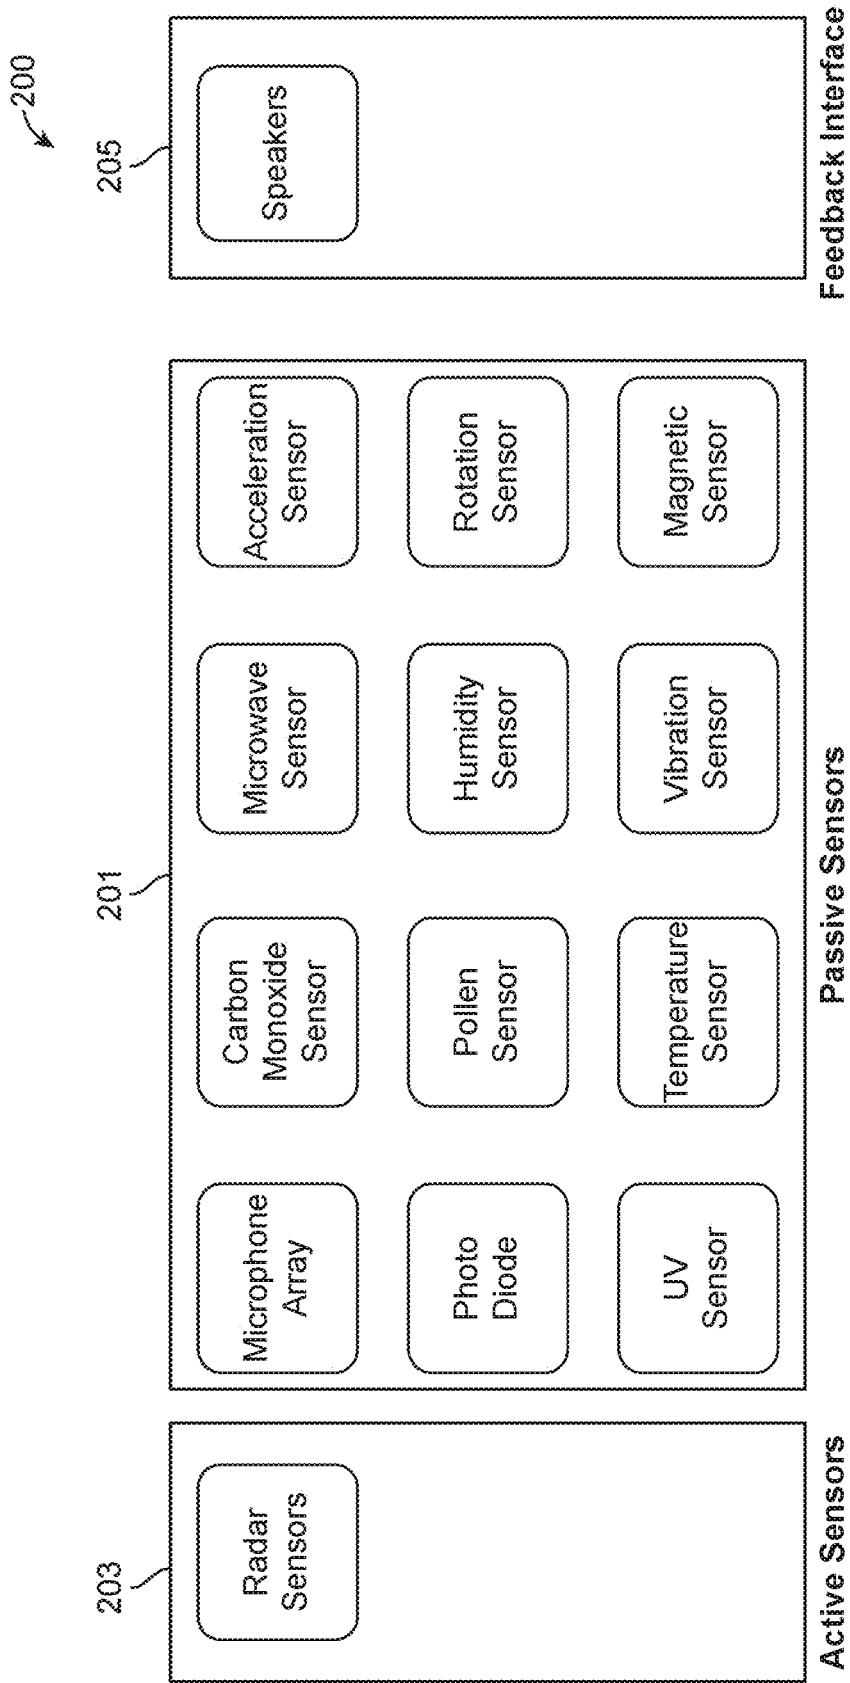 200
203
Radar
Sensors
Active Sensors
201
Microphone
Array
Carbon
Monoxide
Sensor
Microwave
Sensor
Acceleration
Sensor
Photo
Diode
Pollen
Sensor
Humidity
Sensor
Rotation
Sensor
UV
Sensor
Temperature
Sensor
Vibration
Sensor
Magnetic
Sensor
Passive Sensors
205
Speakers
Feedback Interface